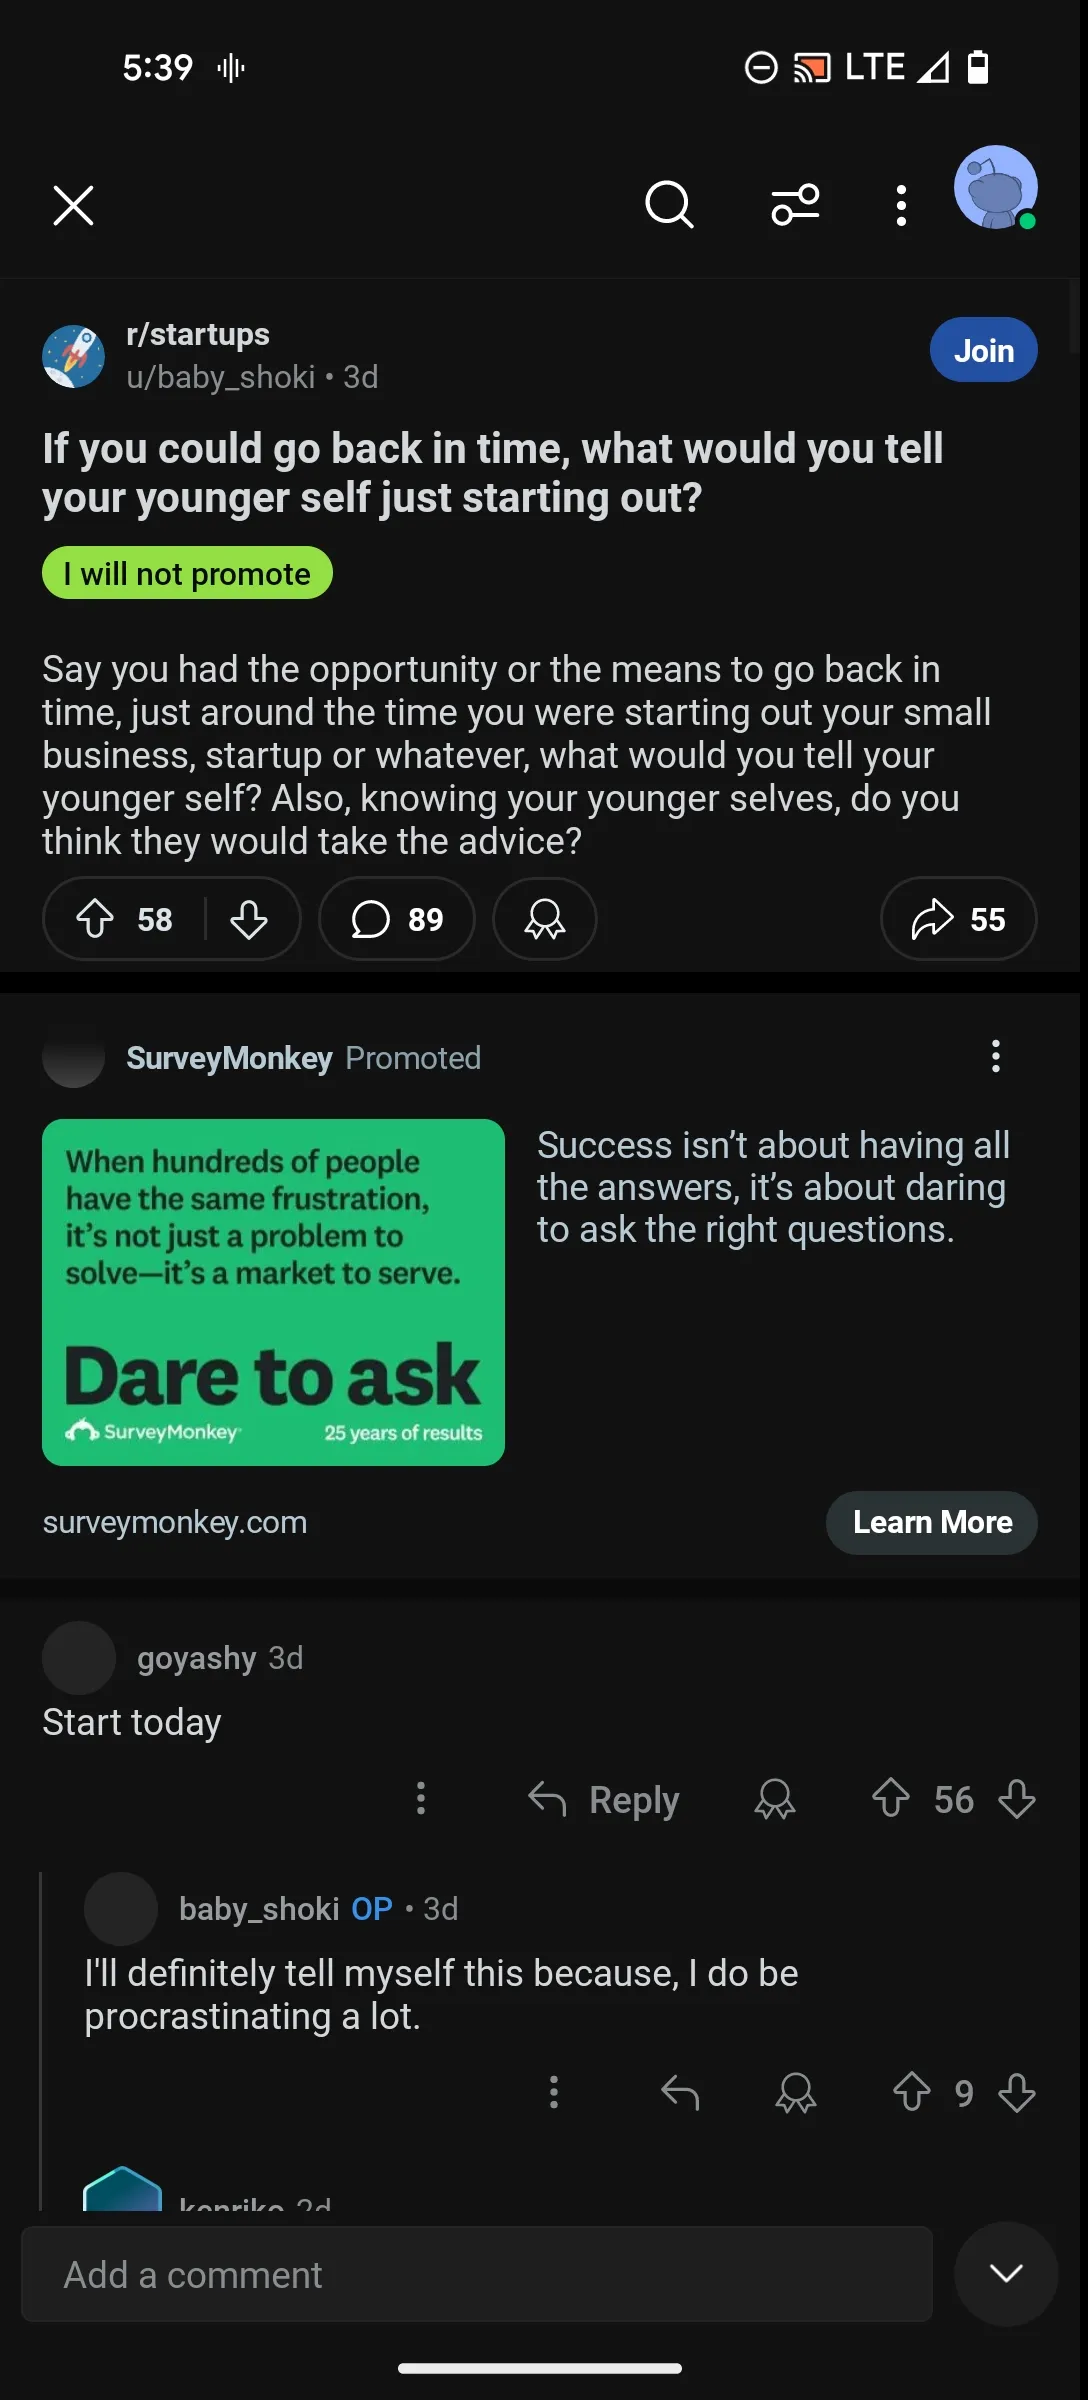 5:39
LTE
r/startups
u/baby_shoki • 3d
Join
If you could go back in time, what would you tell
your younger self just starting out?
I will not promote
Say you had the opportunity or the means to go back in
time, just around the time you were starting out your small
business, startup or whatever, what would you tell your
younger self? Also, knowing your younger selves, do you
think they would take the advice?
58
89
55
SurveyMonkey Promoted
When hundreds of people
have the same frustration,
it's not just a problem to
solve—it's a market to serve.
Dare to ask
SurveyMonkey
25 years of results
Success isn't about having all
the answers, it's about daring
to ask the right questions.
surveymonkey.com
Learn More
goyashy 3d
Start today
Reply
56
baby_shoki OP • 3d
I'll definitely tell myself this because, I do be
procrastinating a lot.
9
2d
Add a comment